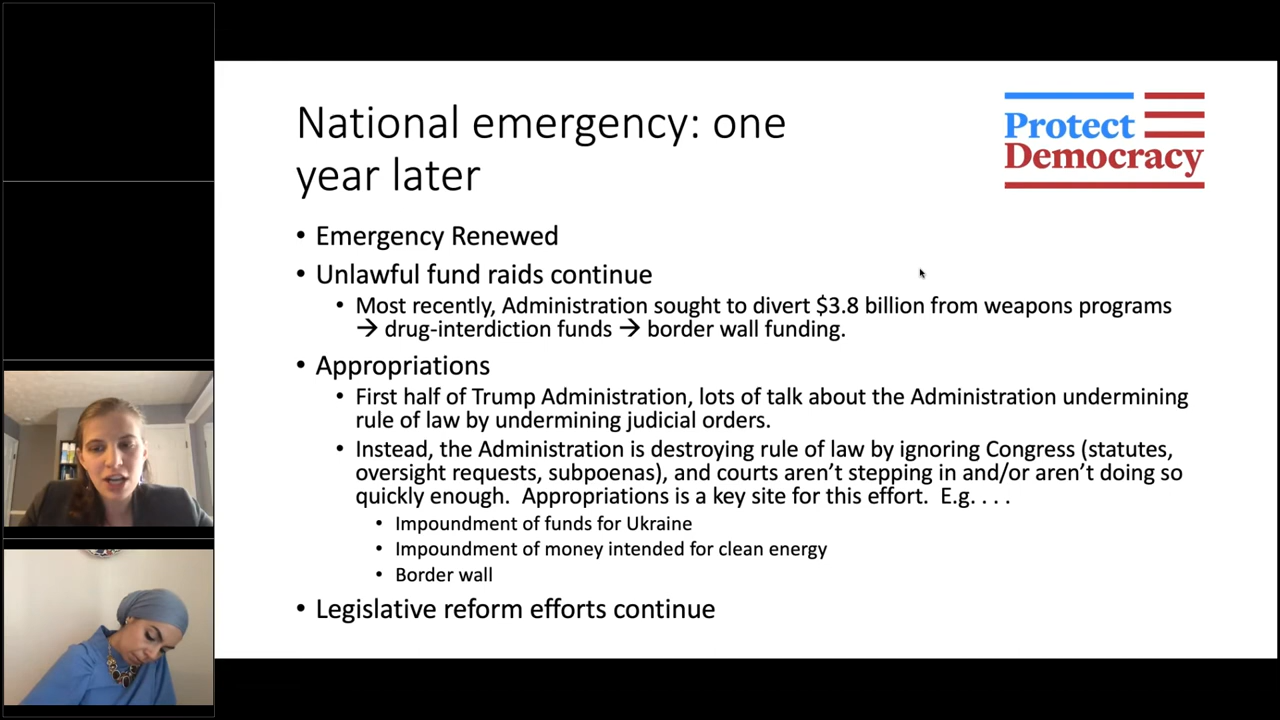 National emergency: one
year later
Protect
Democracy
• Emergency Renewed
• Unlawful fund raids continue
• Most recently, Administration sought to divert $3.8 billion from weapons programs
→ drug-interdiction funds → border wall funding.
• Appropriations
• First half of Trump Administration, lots of talk about the Administration undermining
rule of law by undermining judicial orders.
• Instead, the Administration is destroying rule of law by ignoring Congress (statutes,
oversight requests, subpoenas), and courts aren’t stepping in and/or aren’t doing so
quickly enough.  Appropriations is a key site for this effort.  E.g. . . .
• Impoundment of funds for Ukraine
• Impoundment of money intended for clean energy
• Border wall
• Legislative reform efforts continue